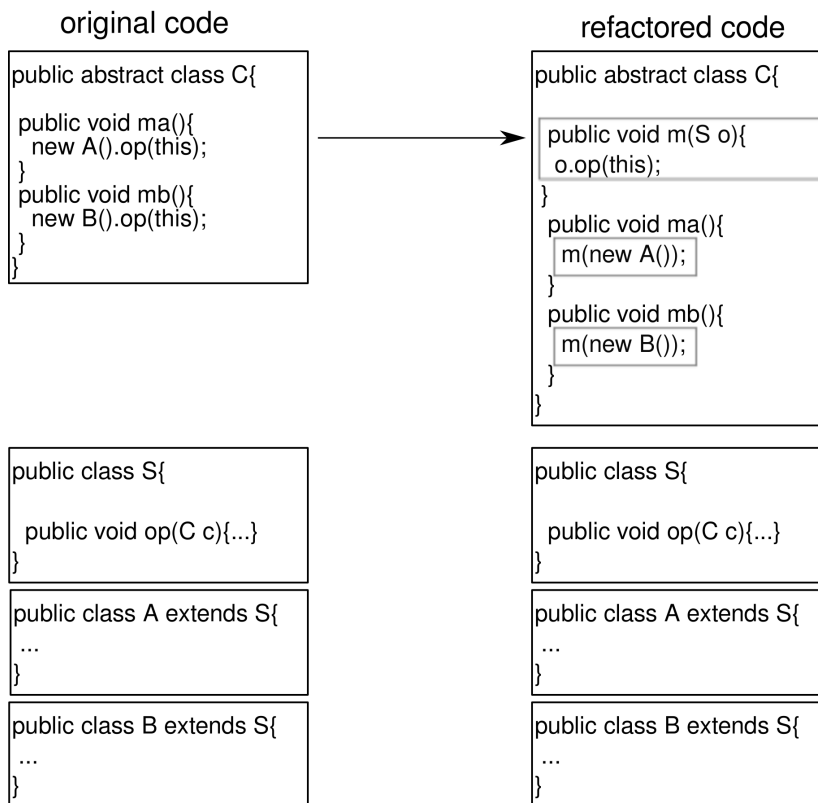 original code
public abstract class C{
public void ma(){
new A().op(this);
}
public void mb(){
new B().op(this);
}
}
public class S{
public void op(C c){...}
}
public class A extends S{
...
}
public class B extends S{
...
}
refactored code
public abstract class C{
public void m(S o){
o.op(this);
}
public void ma(){
m(new A());
}
public void mb(){
m(new B());
}
}
public class S{
public void op(C c){...}
}
public class A extends S{
...
}
public class B extends S{
...
}